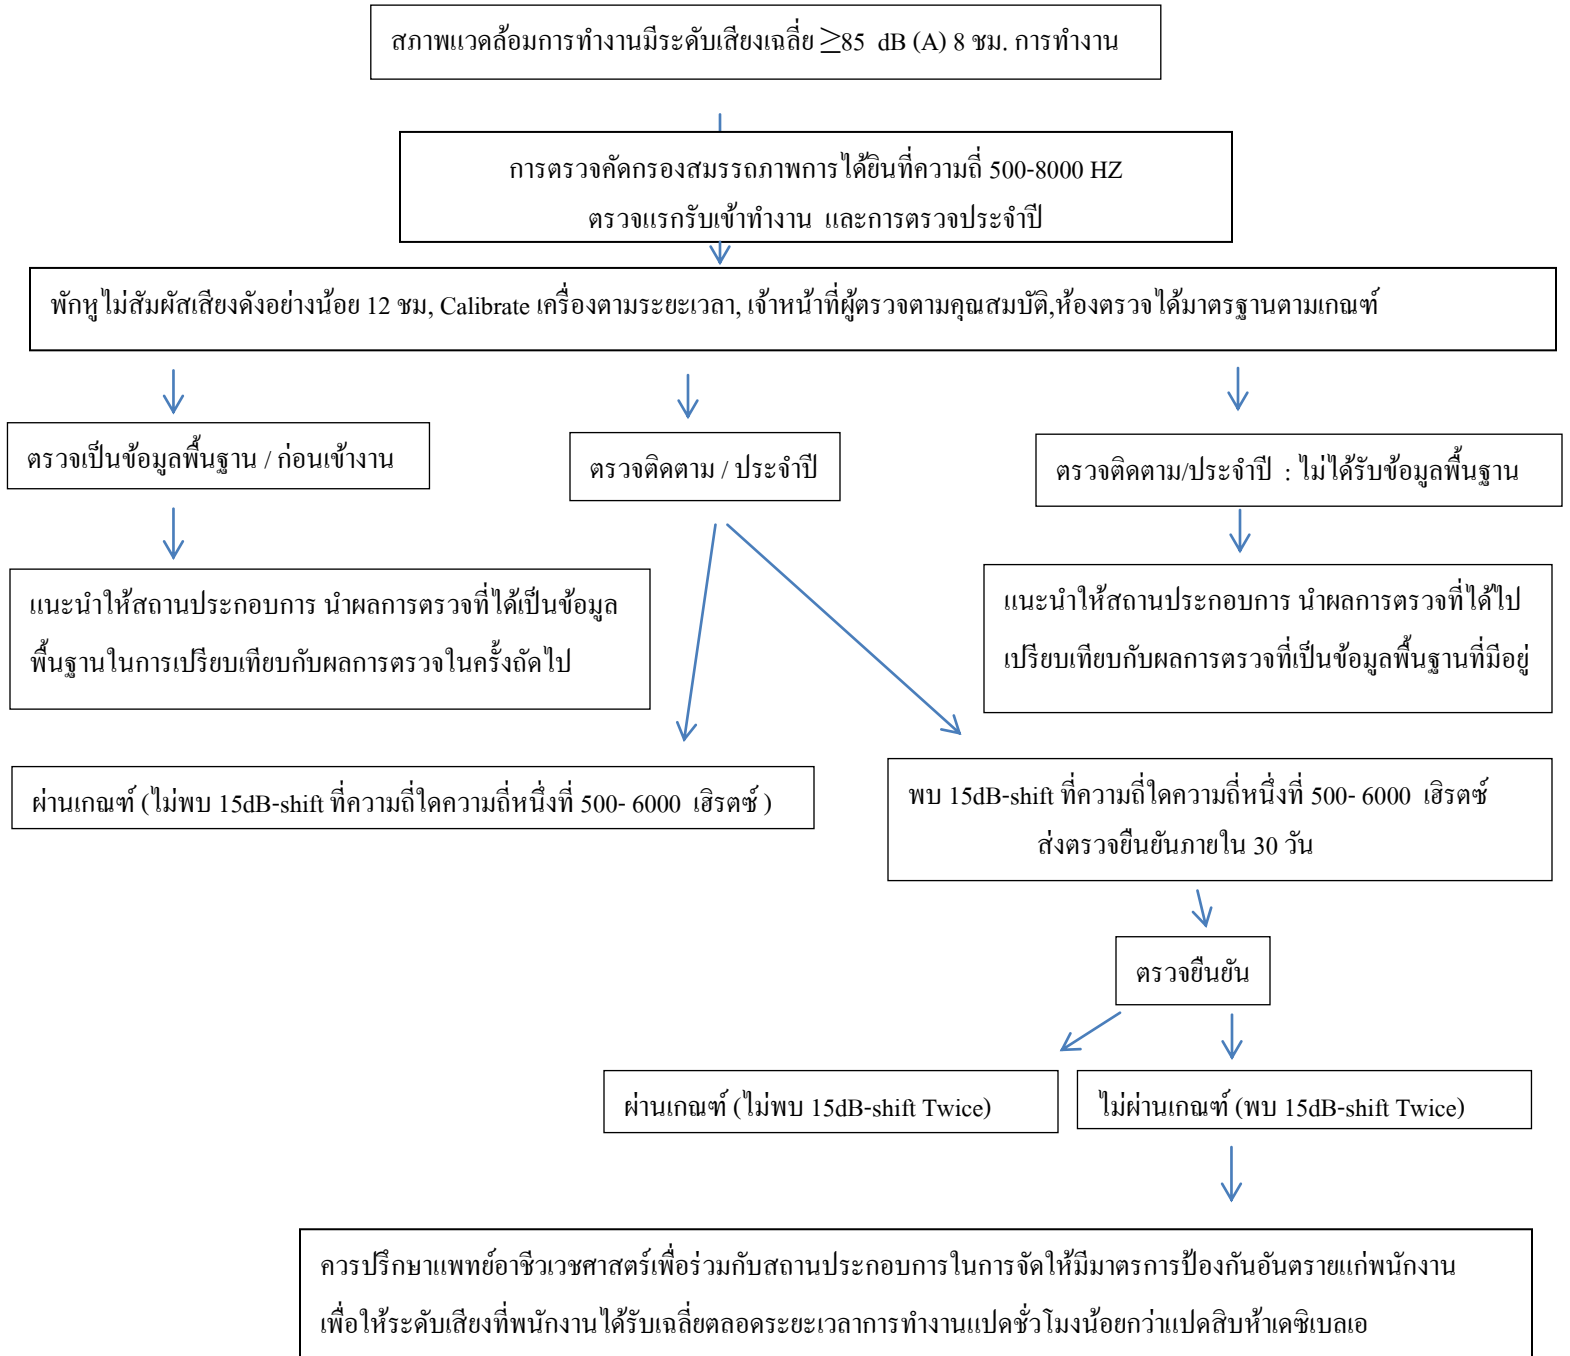 สภาพแวดล้อมการทำงานมีระดับเสียงเฉลี่ย ≥85 dB (A) 8 ชม. การทำงาน
การตรวจคัดกรองสมรรถภาพการได้ยินที่ความถี่ 500-8000 HZ
ตรวจแรกรับเข้าทำงาน และการตรวจประจำปี
พักหูไม่สัมผัสเสียงดังอย่างน้อย 12 ชม, Calibrate เครื่องตามระยะเวลา, เจ้าหน้าที่ผู้ตรวจตามคุณสมบัติ,ห้องตรวจได้มาตรฐานตามเกณฑ์
ตรวจเป็นข้อมูลพื้นฐาน / ก่อนเข้างาน
ตรวจติดตาม / ประจำปี
ตรวจติดตาม/ประจำปี : ไม่ได้รับข้อมูลพื้นฐาน
แนะนำให้สถานประกอบการ นำผลการตรวจที่ได้เป็นข้อมูล
พื้นฐานในการเปรียบเทียบกับผลการตรวจในครั้งถัดไป
แนะนำให้สถานประกอบการ นำผลการตรวจที่ได้ไป
เปรียบเทียบกับผลการตรวจที่เป็นข้อมูลพื้นฐานที่มีอยู่
ผ่านเกณฑ์ (ไม่พบ 15dB-shift ที่ความถี่ใดความถี่หนึ่งที่ 500- 6000 เฮิรตซ์ )
พบ 15dB-shift ที่ความถี่ใดความถี่หนึ่งที่ 500- 6000 เฮิรตซ์
ส่งตรวจยืนยันภายใน 30 วัน
ตรวจยืนยัน
ผ่านเกณฑ์ (ไม่พบ 15dB-shift Twice)
ไม่ผ่านเกณฑ์ (พบ 15dB-shift Twice)
ควรปรึกษาแพทย์อาชีวเวชศาสตร์เพื่อร่วมกับสถานประกอบการในการจัดให้มีมาตรการป้องกันอันตรายแก่พนักงาน
เพื่อให้ระดับเสียงที่พนักงานได้รับเฉลี่ยตลอดระยะเวลาการทำงานแปดชั่วโมงน้อยกว่าแปดสิบห้าเดซิเบลเอ